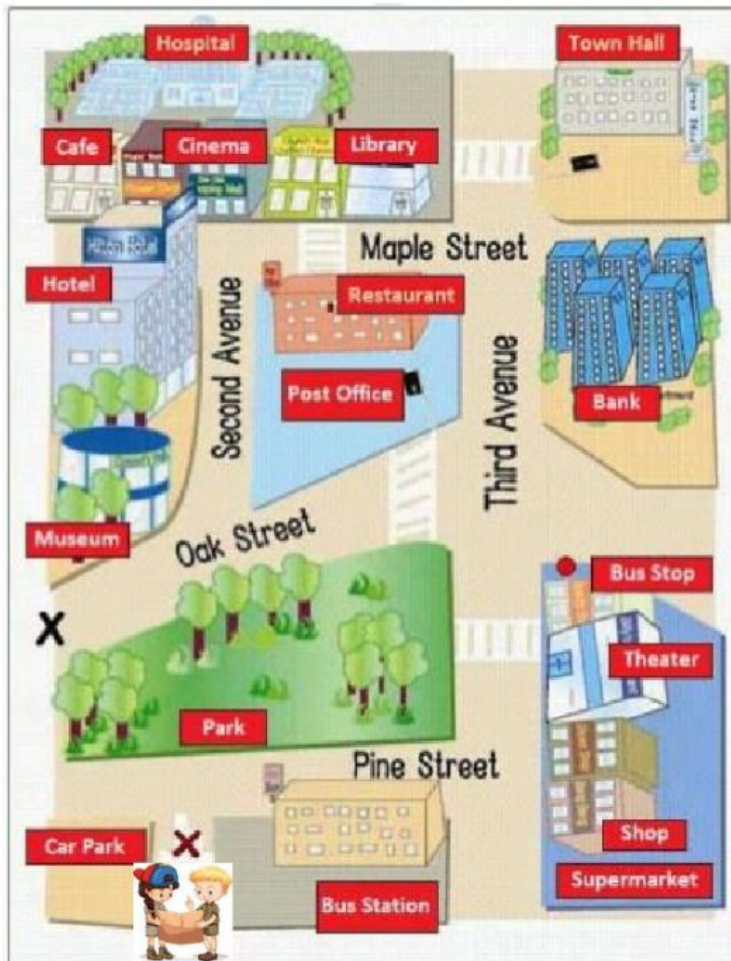 Hospital
Town Hall
Cafe
Cinema
Library
Maple Street
Hotel
Restaurant
Second Avenue
Post Office
Third Avenue
Bank
Oak Street
Museum
Bus Stop
X
Theater
Park
Pine Street
Car Park
X
Shop
Bus Station
Supermarket